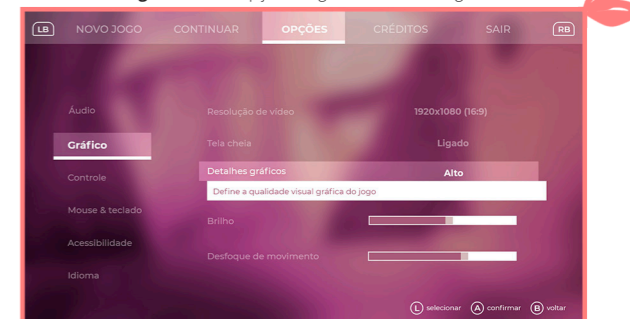 LB NOVO JOGO CONTINUAR OPÇÕES CRÉDITOS SAIR RB
Áudio
Gráfico
Controle
Mouse & teclado
Acessibilidade
Idioma
Resolução de vídeo 1920x1080 (16:9)
Tela cheia Ligado
Detalhes gráficos Alto
Define a qualidade visual gráfica do jogo
Brilho
Desfoque de movimento
L selecionar A confirmar B voltar